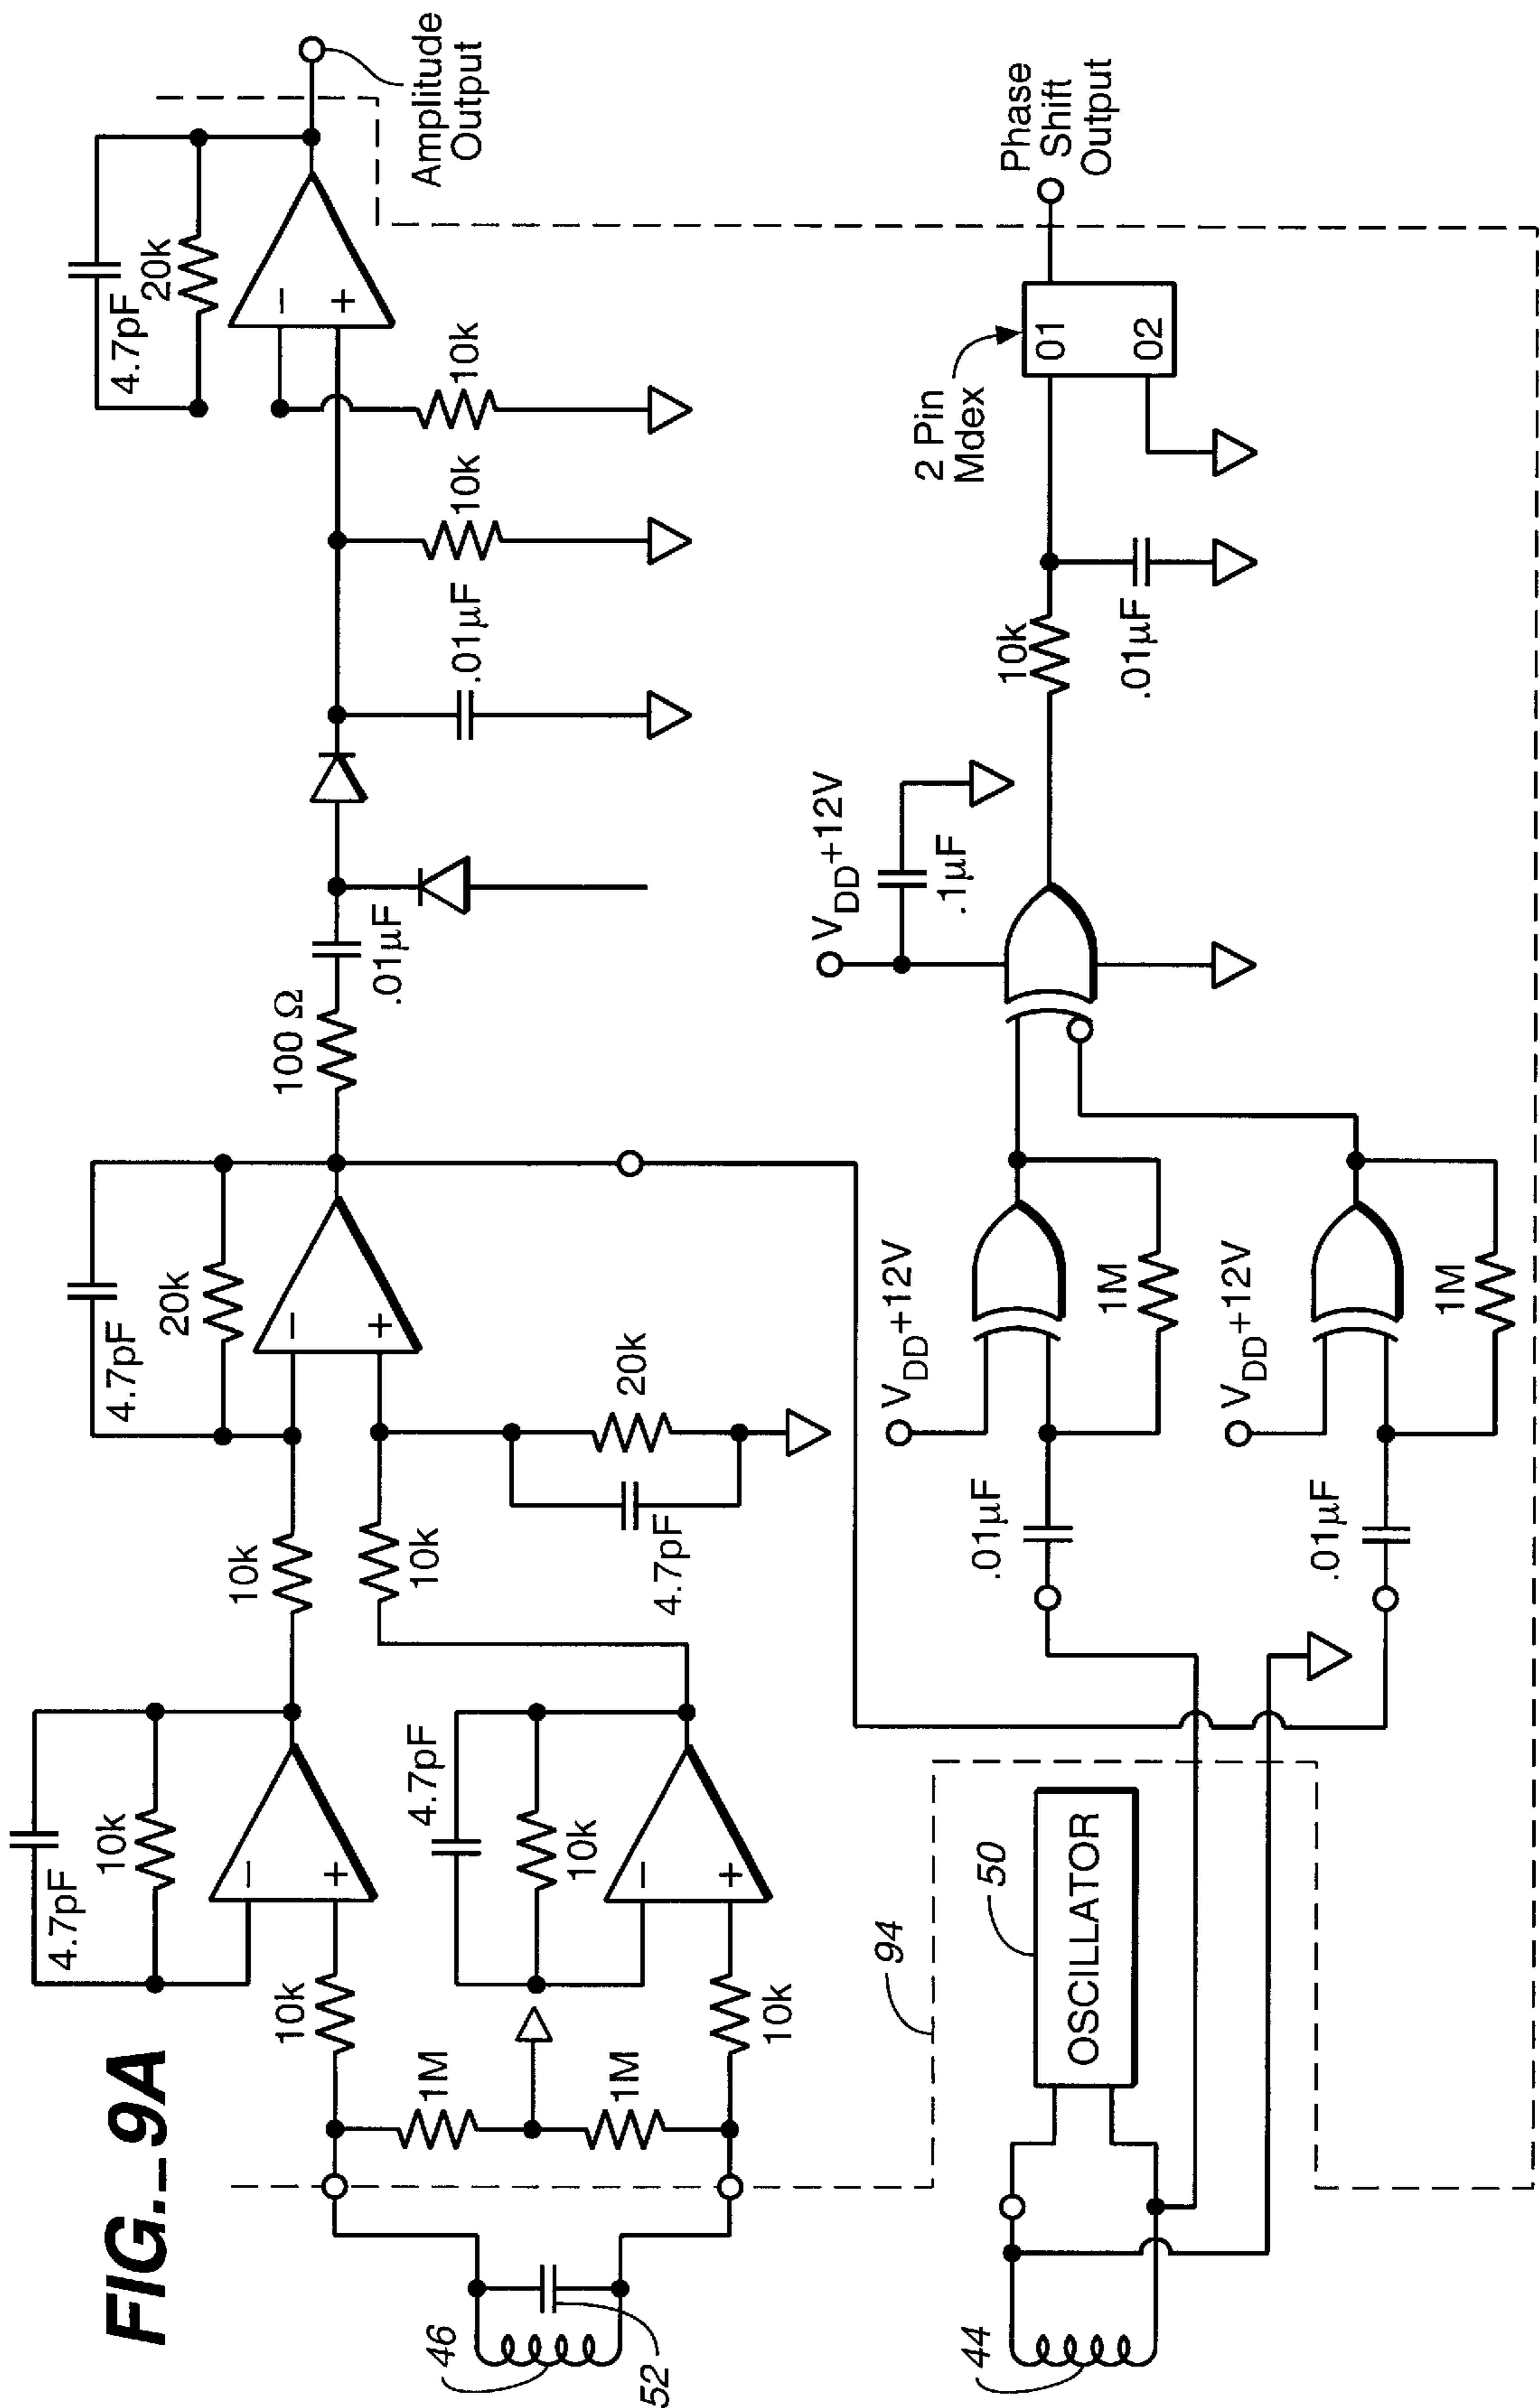 FIG._9A
4.7pF
10k
10k
1M
1M
10k
4.7pF
10k
46
52
10k
10k
4.7pF
20k
4.7pF
20k
100 Ω
.01µF
.01µF
10k
10k
4.7pF
20k
Amplitude
Output
44
50
OSCILLATOR
94
.01µF
V_DD+12V
1M
.01µF
V_DD+12V
1M
V_DD+12V
.1µF
10k
.01µF
2 Pin
Mdex
01
02
Phase
Shift
Output
−
+
−
+
−
+
−
+